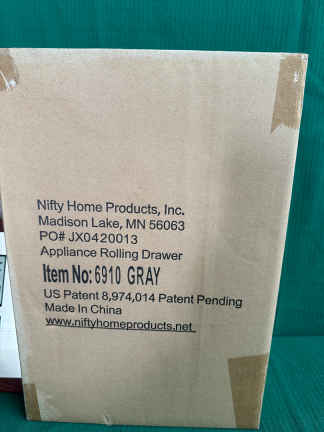 Nifty Home Products, Inc.
Madison Lake, MN 56063
PO# JX0420013
Appliance Rolling Drawer
Item No: 6910 GRAY
US Patent 8,974,014 Patent Pending
Made In China
www.niftyhomeproducts.net